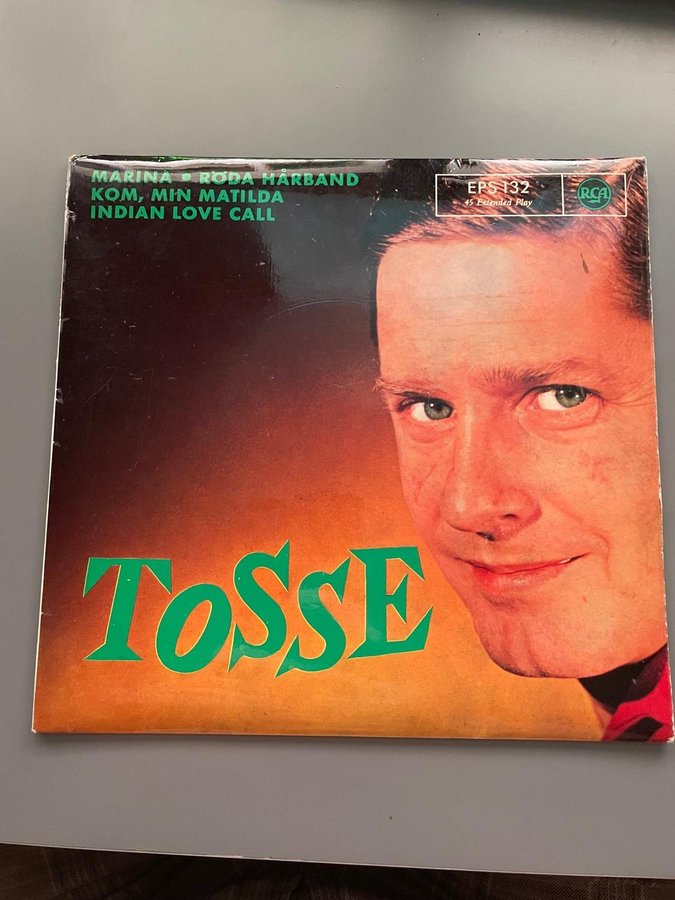 MARINA • RÖDA HÅRBAND
KOM, MIN MATILDA
INDIAN LOVE CALL
EPS 132
45 Extended Play
RCA
TOSSE